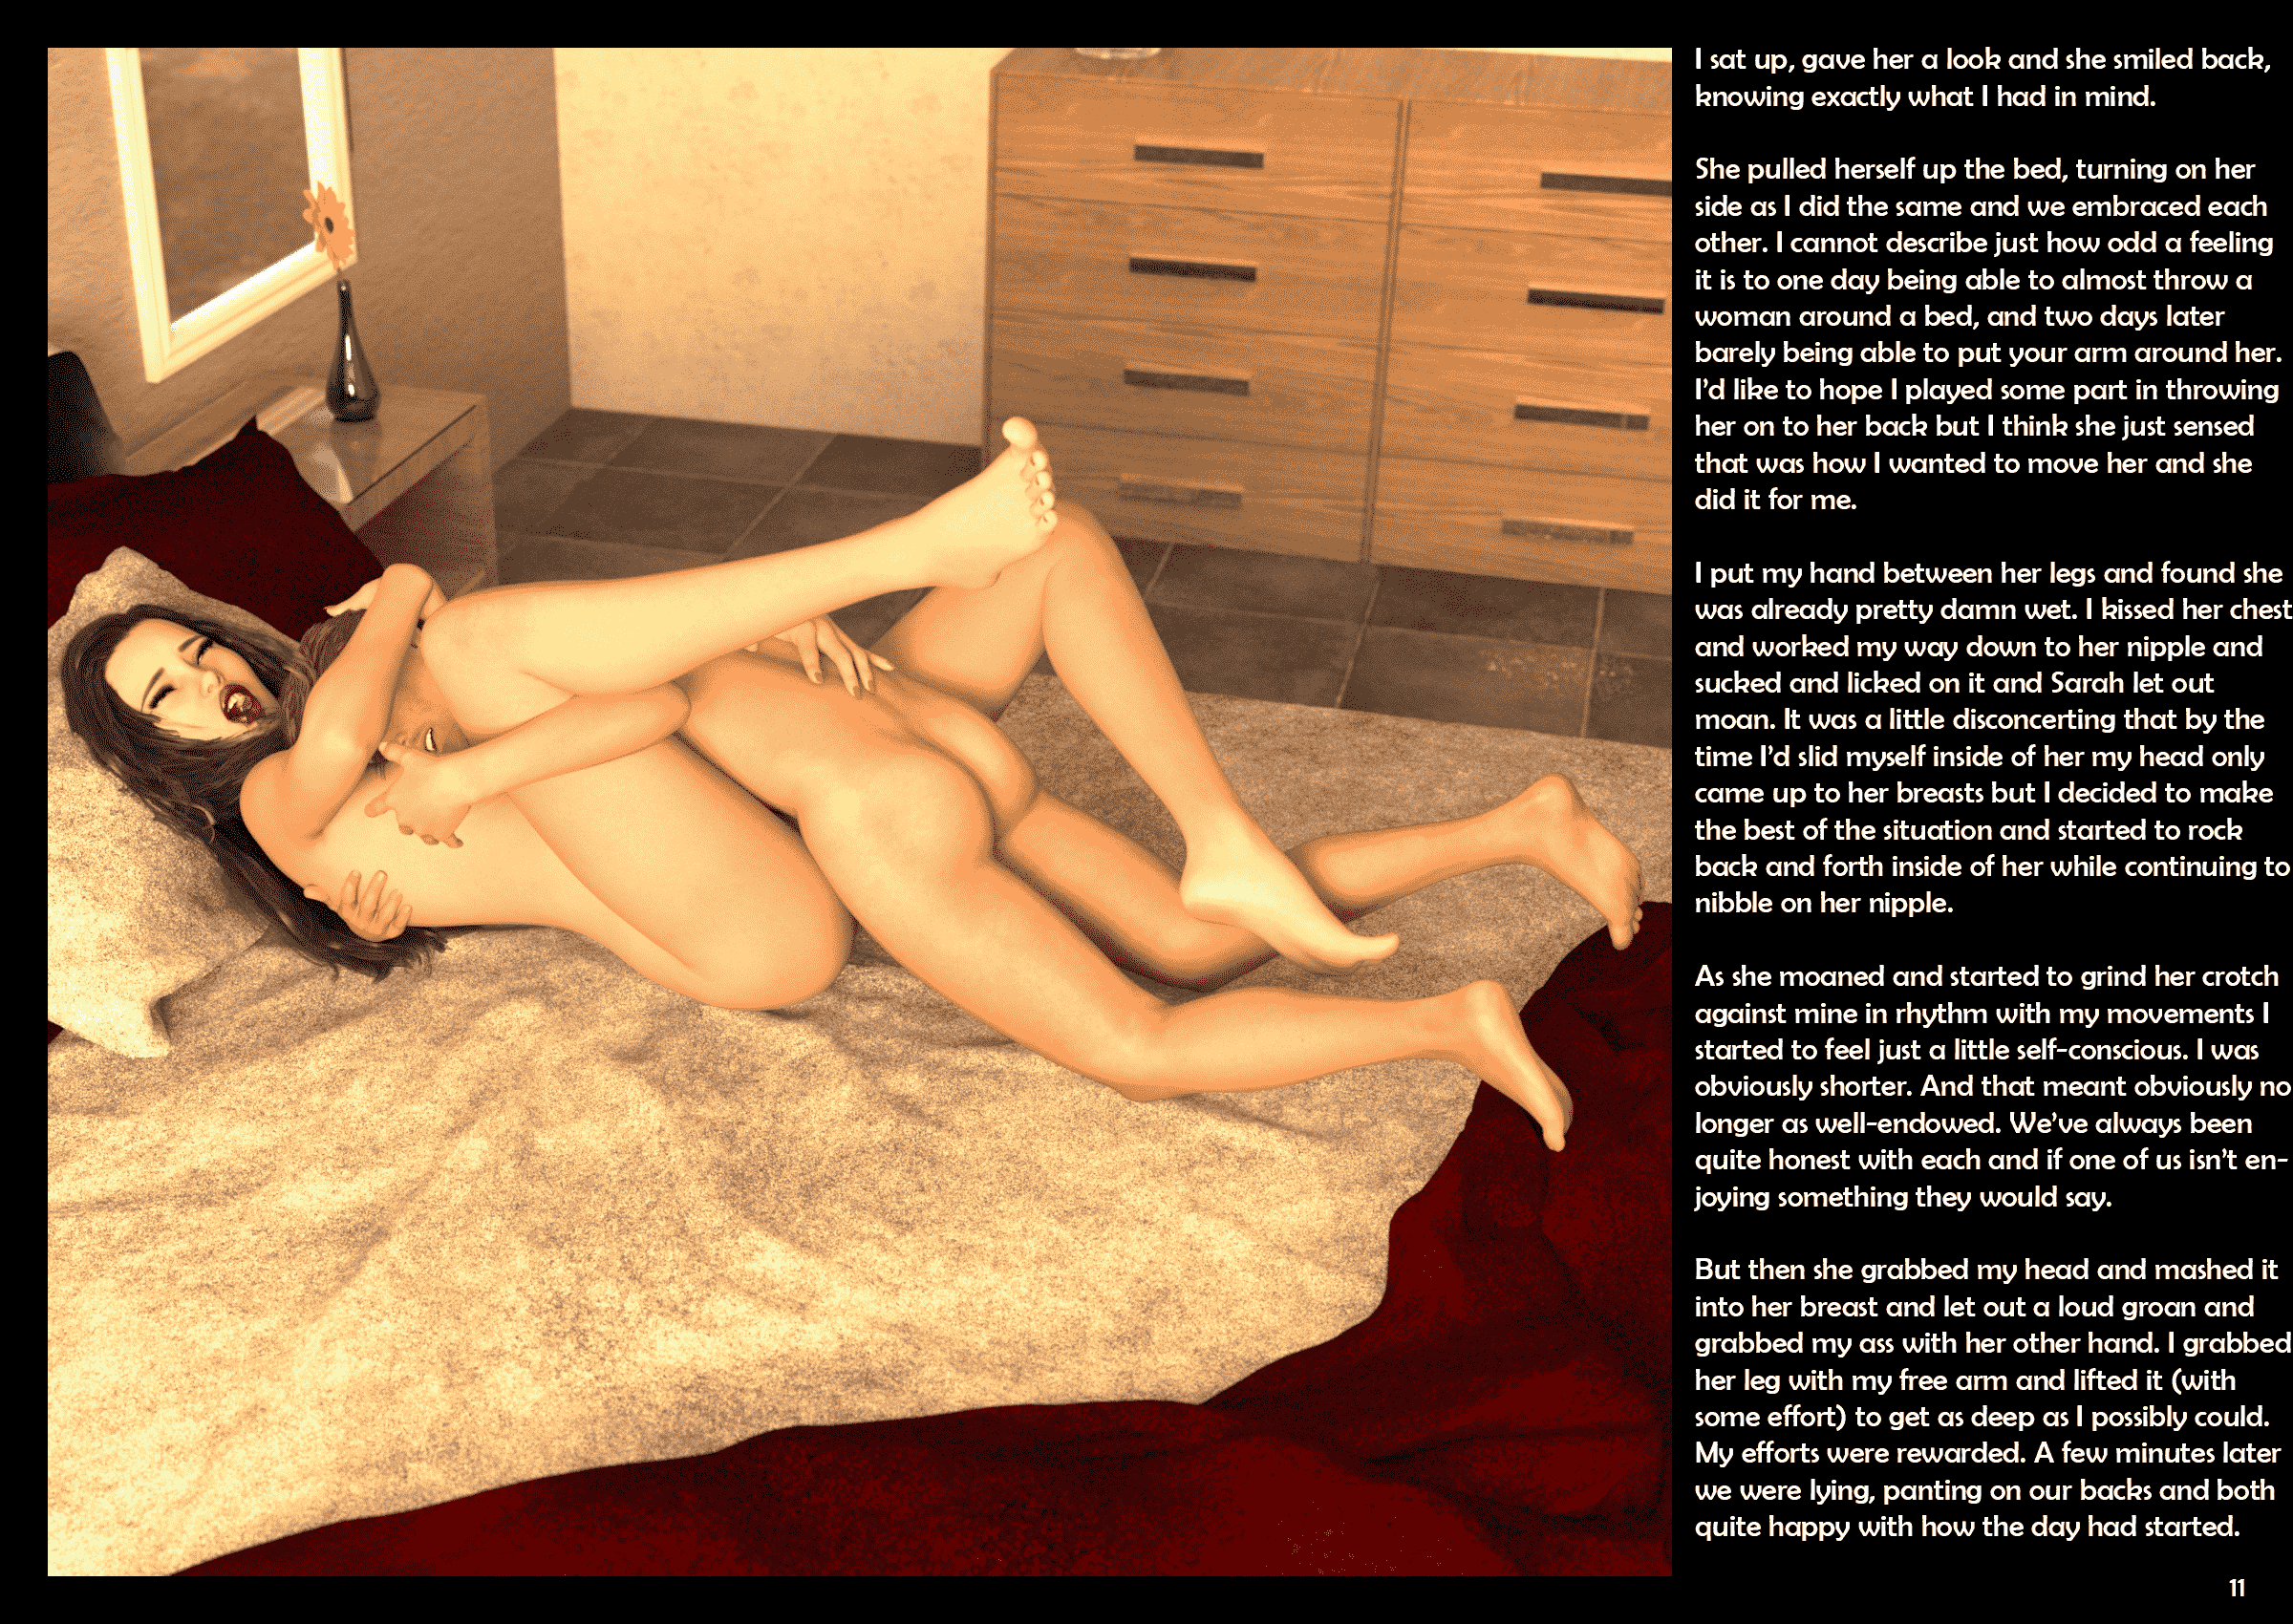 I sat up, gave her a look and she smiled back,
knowing exactly what I had in mind.
She pulled herself up the bed, turning on her
side as I did the same and we embraced each
other. I cannot describe just how odd a feeling
it is to one day being able to almost throw a
woman around a bed, and two days later
barely being able to put your arm around her.
I'd like to hope I played some part in throwing
her on to her back but I think she just sensed
that was how I wanted to move her and she
did it for me.
I put my hand between her legs and found she
was already pretty damn wet. I kissed her chest
and worked my way down to her nipple and
sucked and licked on it and Sarah let out
moan. It was a little disconcerting that by the
time I'd slid myself inside of her my head only
came up to her breasts but I decided to make
the best of the situation and started to rock
back and forth inside of her while continuing to
nibble on her nipple.
As she moaned and started to grind her crotch
against mine in rhythm with my movements I
started to feel just a little self-conscious. I was
obviously shorter. And that meant obviously no
longer as well-endowed. We've always been
quite honest with each and if one of us isn't en-
joying something they would say.
But then she grabbed my head and mashed it
into her breast and let out a loud groan and
grabbed my ass with her other hand. I grabbed
her leg with my free arm and lifted it (with
some effort) to get as deep as I possibly could.
My efforts were rewarded. A few minutes later
we were lying, panting on our backs and both
quite happy with how the day had started.
11